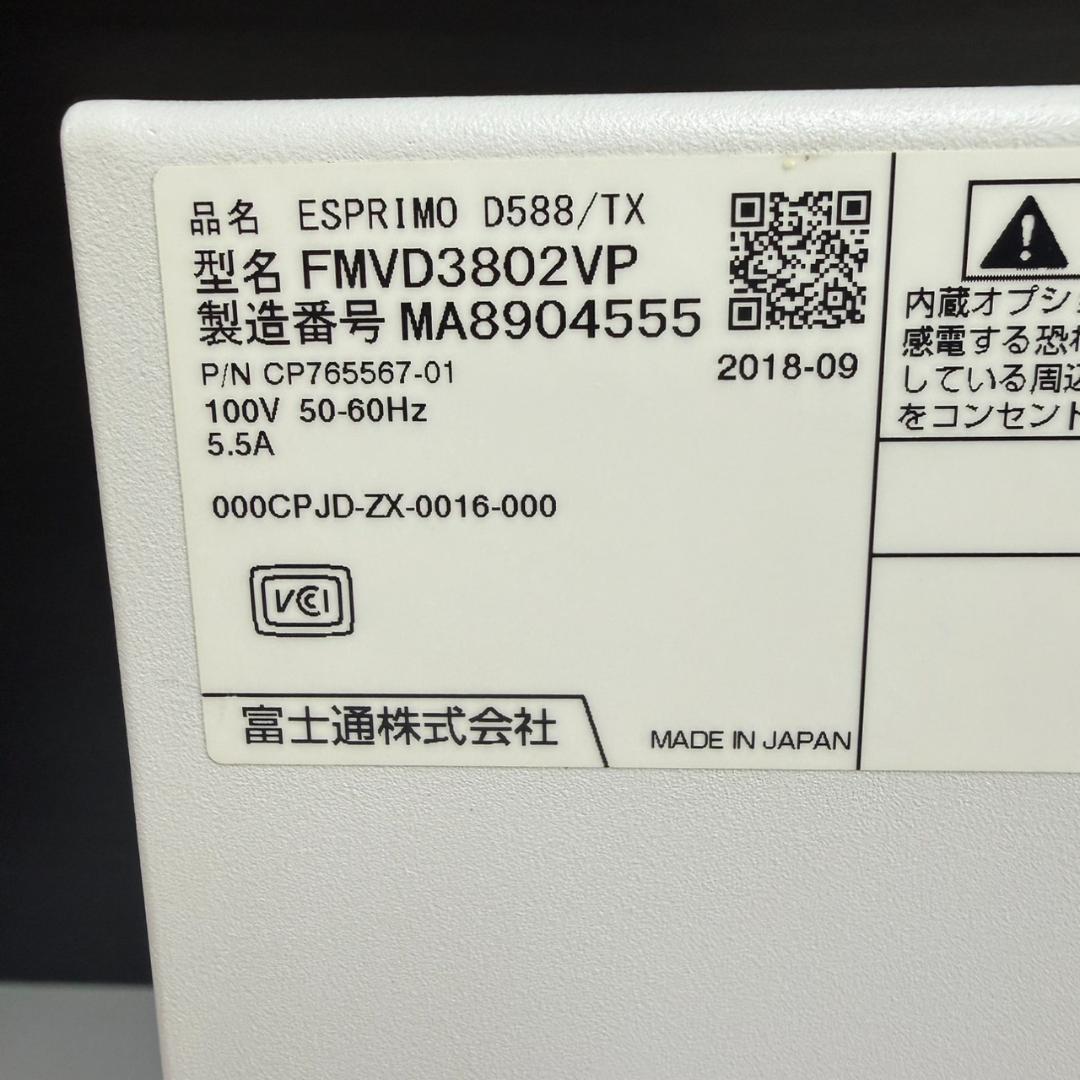 品名 ESPRIMO D588/TX
型名 FMVD3802VP
製造番号 MA8904555
P/N CP765567-01
2018-09
100V 50-60Hz
5.5A
000CPJD-ZX-0016-000
VCI
富士通株式会社
MADE IN JAPAN
内蔵オプショ
感電する恐れ
している周辺
をコンセント